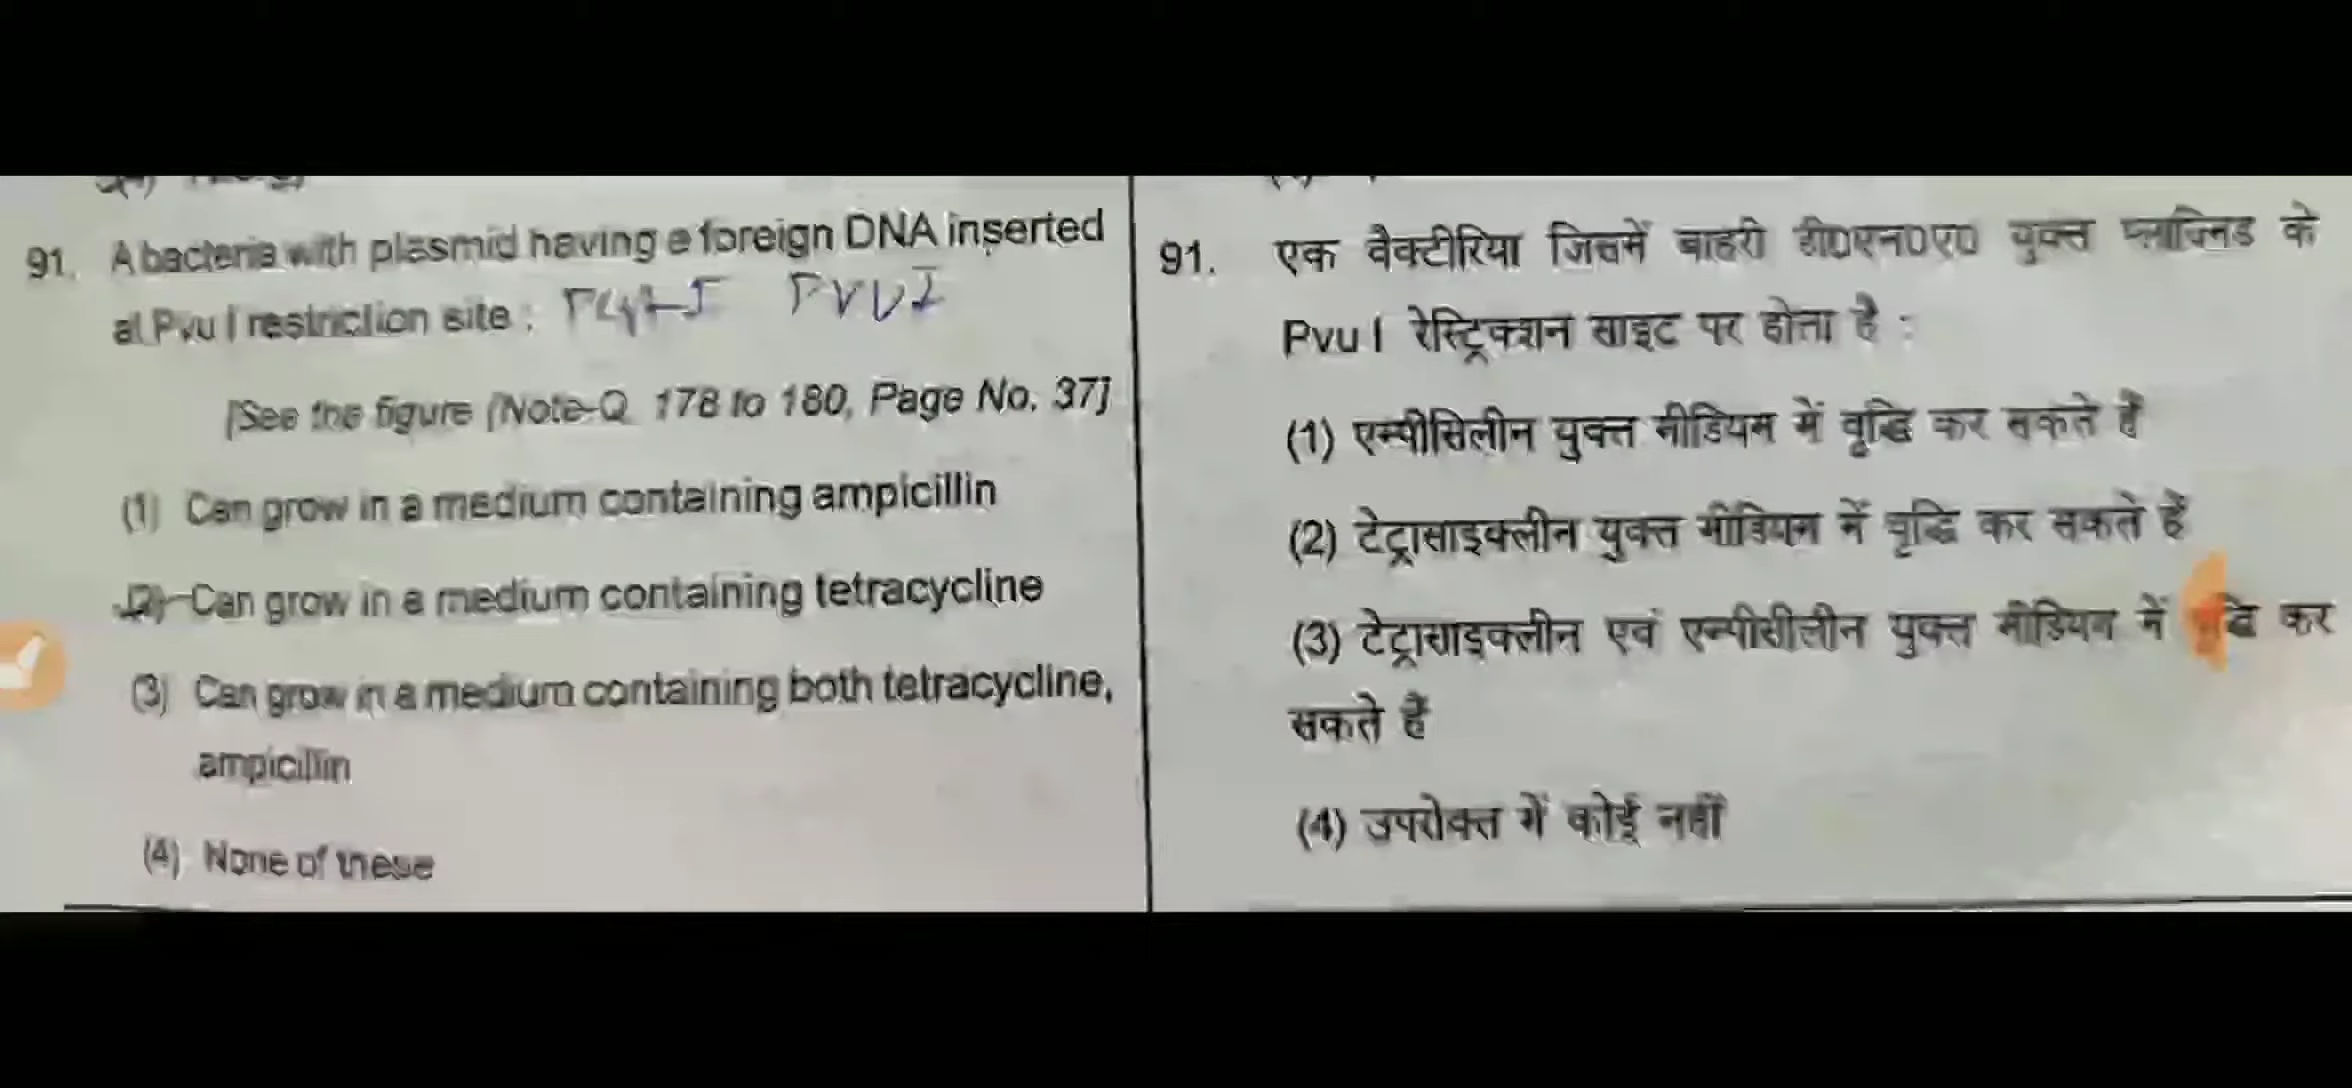 91. A bacteria with plasmid having a foreign DNA inserted
at Pvu I restriction site : PstI PVUI
[See the figure (Note-Q. 178 to 180, Page No. 37]
(1) Can grow in a medium containing ampicillin
(2) Can grow in a medium containing tetracycline
(3) Can grow in a medium containing both tetracycline,
ampicillin
(4) None of these
91. एक वैक्टीरिया जिसमें बाहरी डी0एन0ए0 युक्त प्लाज्मिड के
Pvu I रेस्ट्रिक्शन साइट पर होता है :
(1) एम्पीसिलीन युक्त मीडियम में वृद्धि कर सकते हैं
(2) टेट्रासाइक्लीन युक्त मीडियम में वृद्धि कर सकते हैं
(3) टेट्रासाइक्लीन एवं एम्पीसीलीन युक्त मीडियम में वृद्धि कर
सकते हैं
(4) उपरोक्त में कोई नहीं